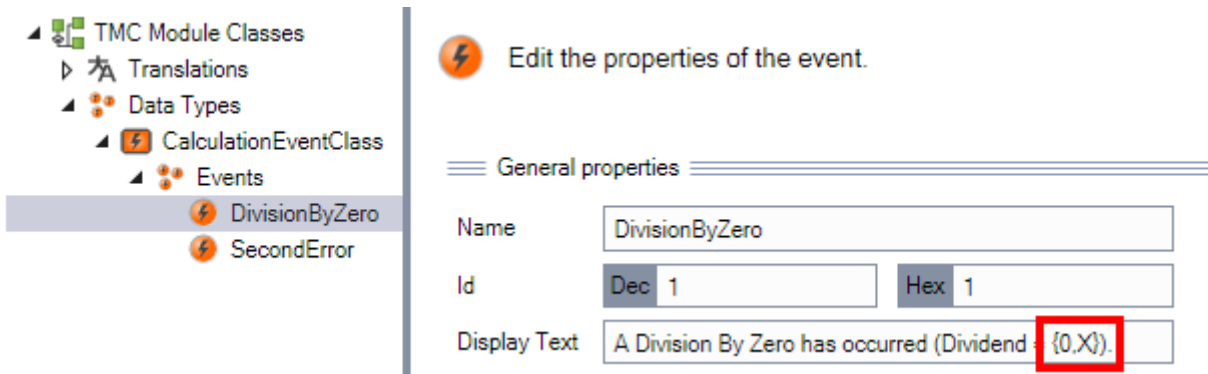 TMC Module Classes
Translations
Data Types
CalculationEventClass
Events
DivisionByZero
SecondError
Edit the properties of the event.
General properties
Name DivisionByZero
Id Dec 1 Hex 1
Display Text A Division By Zero has occurred (Dividend = {0,X}).